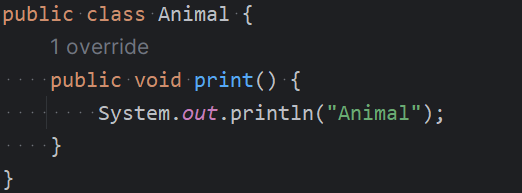 public class Animal {
    1 override
    public void print() {
        System.out.println("Animal");
    }
}